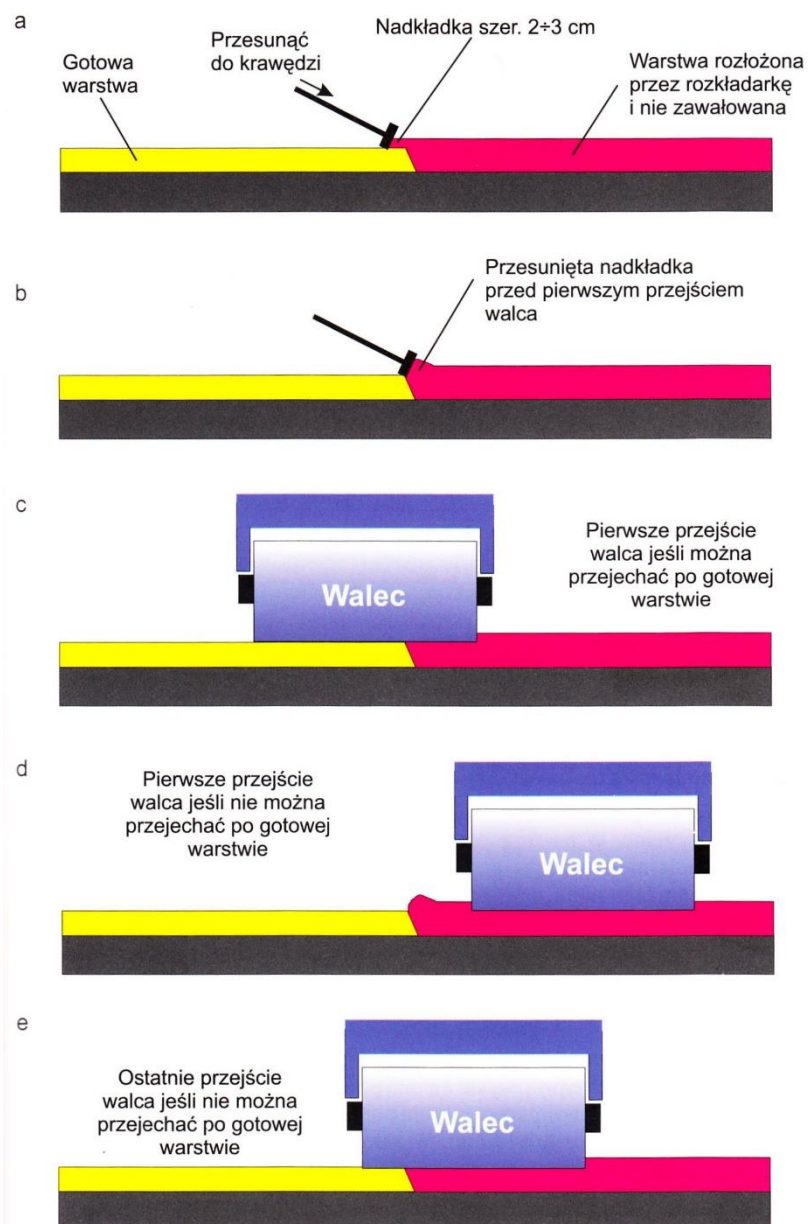 a
Przesunąć
do krawędzi
Nadkładka szer. 2÷3 cm
Gotowa
warstwa
Warstwa rozłożona
przez rozkładarkę
i nie zawałowana
b
Przesunięta nadkładka
przed pierwszym przejściem
walca
c
Walec
Pierwsze przejście
walca jeśli można
przejechać po gotowej
warstwie
d
Pierwsze przejście
walca jeśli nie można
przejechać po gotowej
warstwie
Walec
e
Ostatnie przejście
walca jeśli nie można
przejechać po gotowej
warstwie
Walec